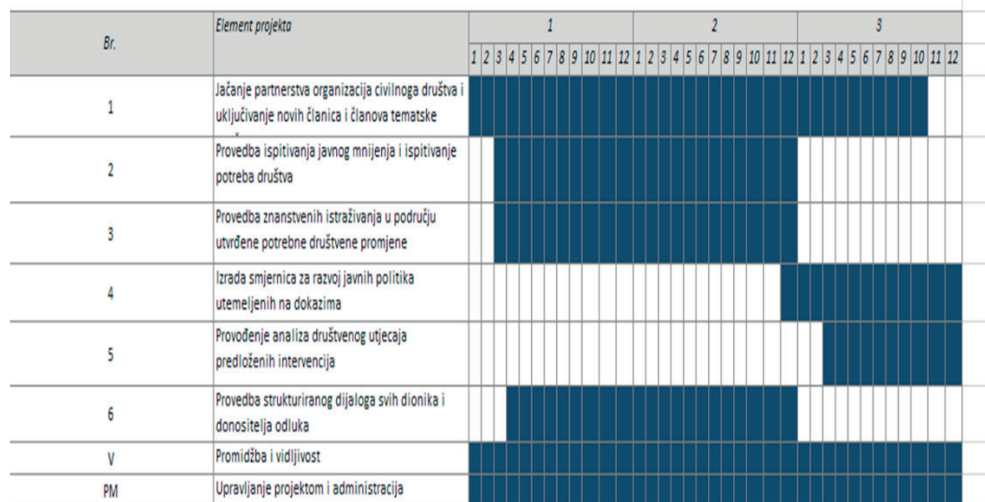 Br.
Element projekta
1 2 3
1 2 3 4 5 6 7 8 9 10 11 12 1 2 3 4 5 6 7 8 9 10 11 12 1 2 3 4 5 6 7 8 9 10 11 12
1
Jačanje partnerstva organizacija civilnoga društva i
uključivanje novih članica i članova tematske
2
Provedba ispitivanja javnog mnijenja i ispitivanje
potreba društva
3
Provedba znanstvenih istraživanja u području
utvrđene potrebne društvene promjene
4
Izrada smjernica za razvoj javnih politika
utemeljenih na dokazima
5
Provođenje analiza društvenog utjecaja
predloženih intervencija
6
Provedba strukturiranog dijaloga svih dionika i
donositelja odluka
V
Promidžba i vidljivost
PM
Upravljanje projektom i administracija